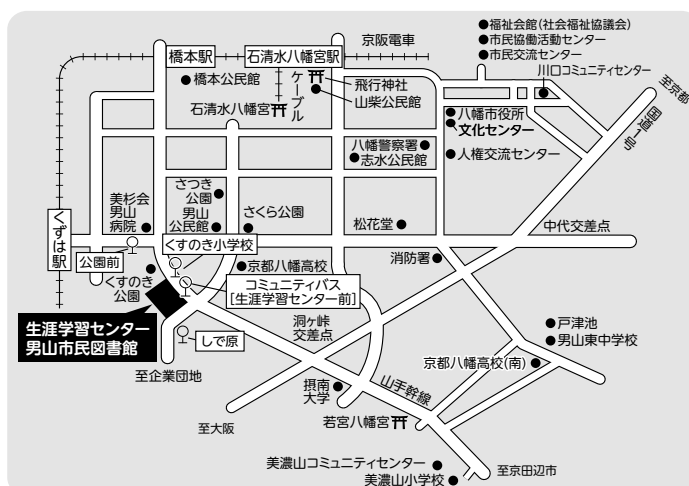 福祉会館(社会福祉協議会)
市民協働活動センター
市民交流センター
川口コミュニティセンター
橋本駅
石清水八幡宮駅
京阪電車
橋本公民館
ケーブル
飛行神社
山柴公民館
石清水八幡宮
至京都
国道1号
八幡市役所
文化センター
八幡警察署
志水公民館
人権交流センター
美杉会
男山
病院
さつき
公園
男山
公民館
さくら公園
松花堂
中代交差点
くずは駅
公園前
くすのき小学校
くすのき
公園
京都八幡高校
コミュニティバス
[生涯学習センター前]
消防署
生涯学習センター
男山市民図書館
しで原
洞ヶ峠
交差点
戸津池
男山東中学校
京都八幡高校(南)
至企業団地
摂南
大学
山手幹線
至大阪
若宮八幡宮
美濃山コミュニティセンター
美濃山小学校
至京田辺市